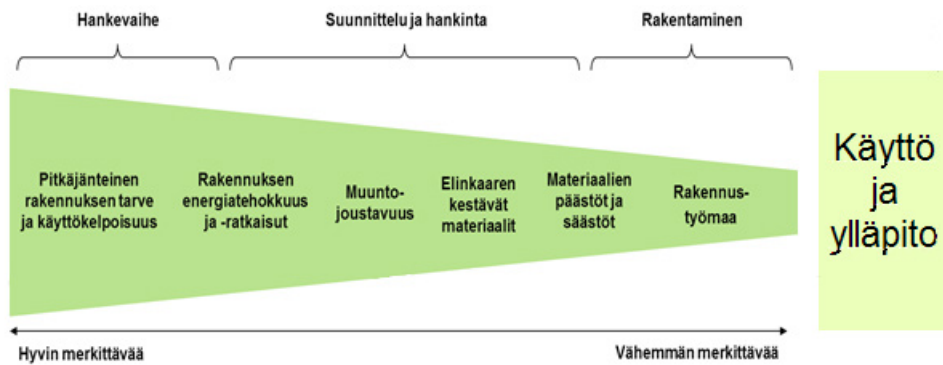 Hankevaihe
Suunnittelu ja hankinta
Rakentaminen
Pitkäjänteinen
rakennuksen tarve
ja käyttökelpoisuus
Rakennuksen
energiatehokkuus
ja -ratkaisut
Muunto-
joustavuus
Elinkaaren
kestävät
materiaalit
Materiaalien
päästöt ja
säästöt
Rakennus-
työmaa
Käyttö
ja
ylläpito
Hyvin merkittävää
Vähemmän merkittävää